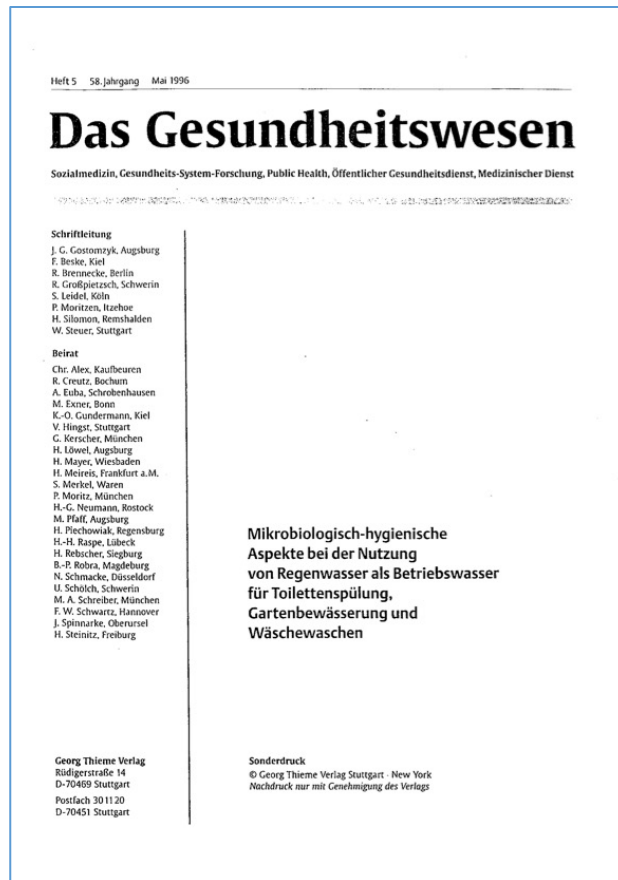 Heft 5 58. Jahrgang Mai 1996
Das Gesundheitswesen
Sozialmedizin, Gesundheits-System-Forschung, Public Health, Öffentlicher Gesundheitsdienst, Medizinischer Dienst
Schriftleitung
J. G. Gostomzyk, Augsburg
F. Beske, Kiel
R. Brennecke, Berlin
R. Großpietzsch, Schwerin
S. Leidel, Köln
P. Moritzen, Itzehoe
H. Silomon, Remshalden
W. Steuer, Stuttgart
Beirat
Chr. Alex, Kaufbeuren
R. Creutz, Bochum
A. Euba, Schrobenhausen
M. Exner, Bonn
K.-O. Gundermann, Kiel
V. Hingst, Stuttgart
G. Kerscher, München
H. Löwel, Augsburg
H. Mayer, Wiesbaden
H. Meireis, Frankfurt a.M.
S. Merkel, Waren
P. Moritz, München
H.-G. Neumann, Rostock
M. Pfaff, Augsburg
H. Piechowiak, Regensburg
H.-H. Raspe, Lübeck
H. Rebscher, Siegburg
B.-P. Robra, Magdeburg
N. Schmacke, Düsseldorf
U. Schölch, Schwerin
M. A. Schreiber, München
F. W. Schwartz, Hannover
J. Spinnarke, Oberursel
H. Steinitz, Freiburg
Mikrobiologisch-hygienische
Aspekte bei der Nutzung
von Regenwasser als Betriebswasser
für Toilettenspülung,
Gartenbewässerung und
Wäschewaschen
Georg Thieme Verlag
Rüdigerstraße 14
D-70469 Stuttgart
Postfach 30 11 20
D-70451 Stuttgart
Sonderdruck
© Georg Thieme Verlag Stuttgart · New York
Nachdruck nur mit Genehmigung des Verlags